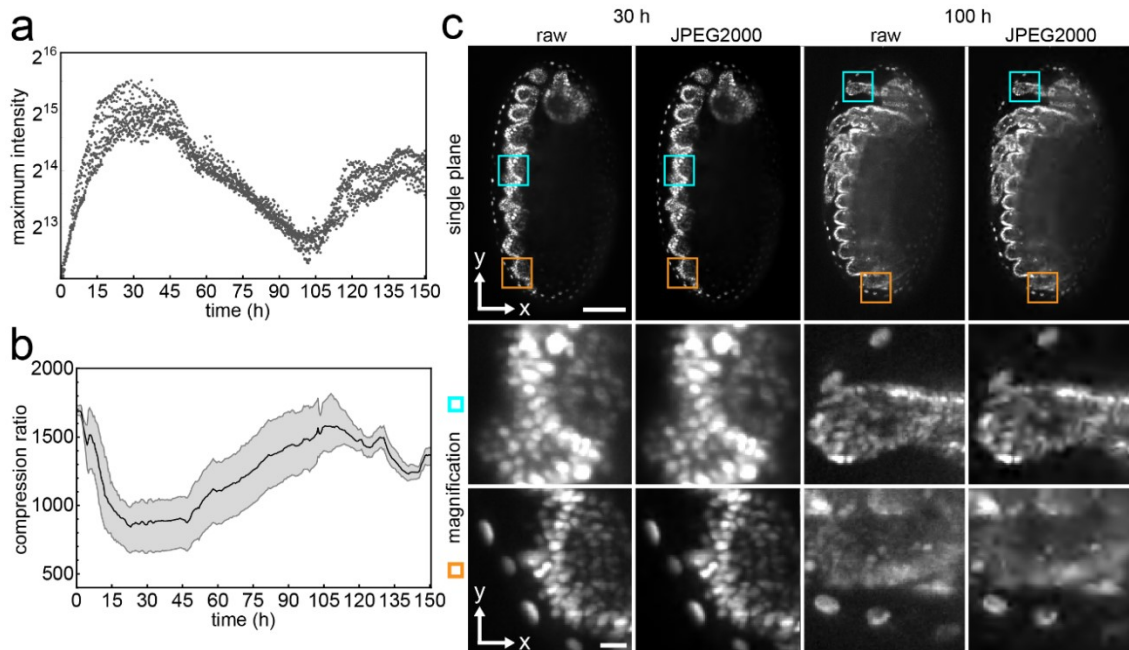 a
maximum intensity
2^16
2^15
2^14
2^13
0 15 30 45 60 75 90 105 120 135 150
time (h)
b
compression ratio
2000
1500
1000
500
0 15 30 45 60 75 90 105 120 135 150
time (h)
c
30 h 100 h
raw JPEG2000 raw JPEG2000
single plane
y
x
magnification
y
x